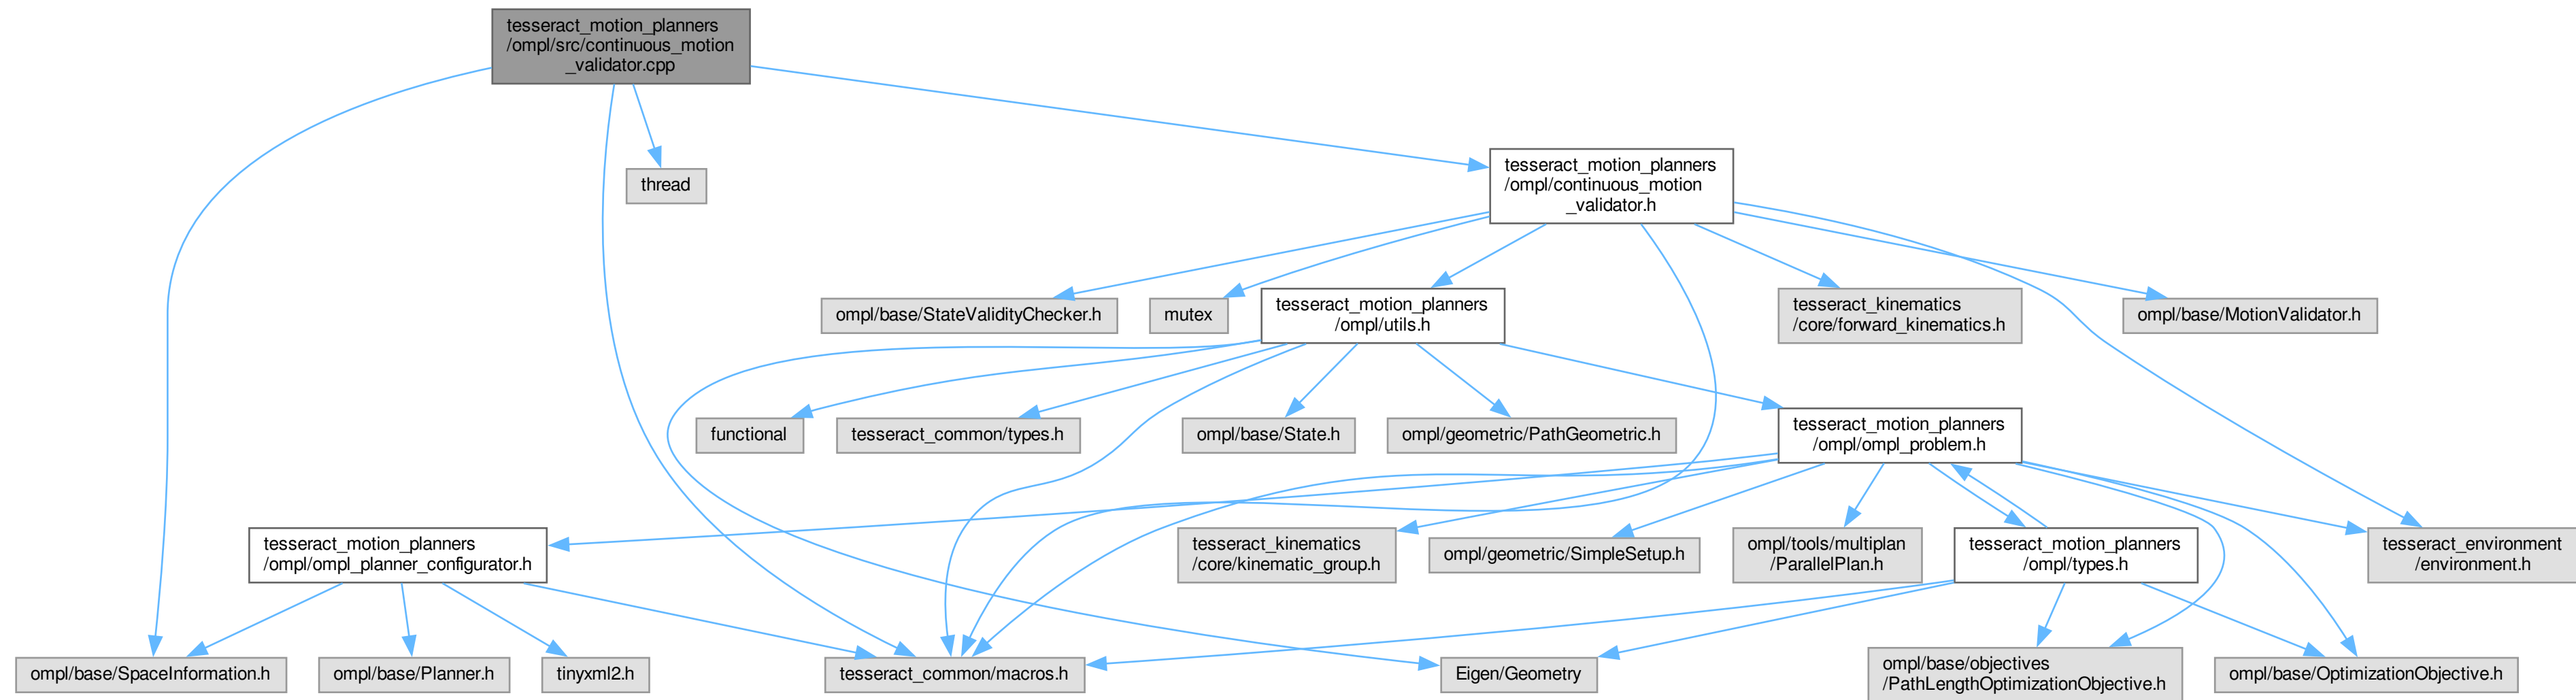 tesseract_motion_planners
/ompl/src/continuous_motion
_validator.cpp
thread
tesseract_motion_planners
/ompl/continuous_motion
_validator.h
ompl/base/StateValidityChecker.h
mutex
tesseract_motion_planners
/ompl/utils.h
tesseract_kinematics
/core/forward_kinematics.h
ompl/base/MotionValidator.h
functional
tesseract_common/types.h
ompl/base/State.h
ompl/geometric/PathGeometric.h
tesseract_motion_planners
/ompl/ompl_problem.h
tesseract_motion_planners
/ompl/ompl_planner_configurator.h
tesseract_kinematics
/core/kinematic_group.h
ompl/geometric/SimpleSetup.h
ompl/tools/multiplan
/ParallelPlan.h
tesseract_motion_planners
/ompl/types.h
tesseract_environment
/environment.h
ompl/base/SpaceInformation.h
ompl/base/Planner.h
tinyxml2.h
tesseract_common/macros.h
Eigen/Geometry
ompl/base/objectives
/PathLengthOptimizationObjective.h
ompl/base/OptimizationObjective.h